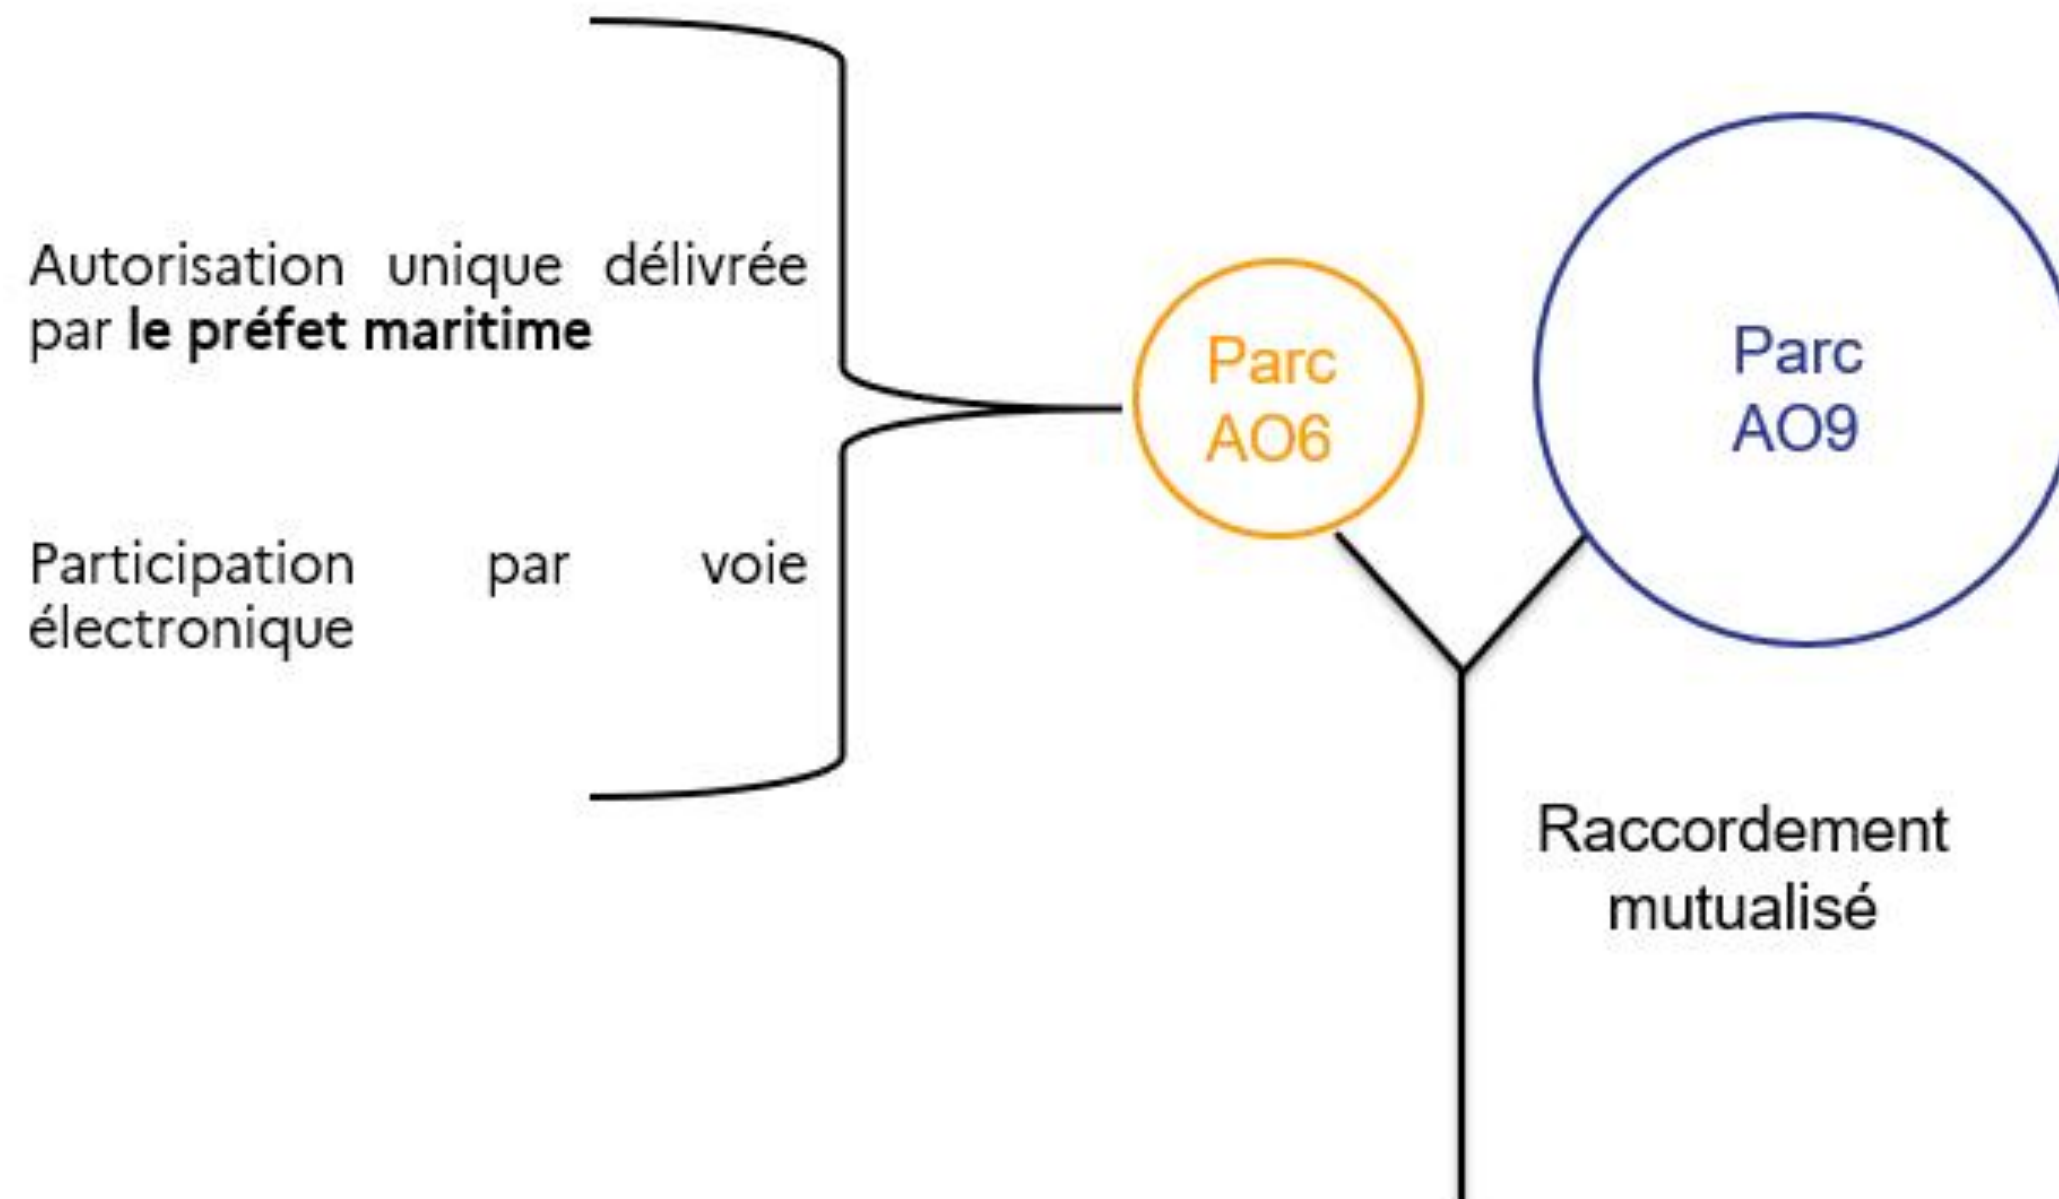 Autorisation unique délivrée
par le préfet maritime
Participation par voie
électronique
Parc
AO6
Parc
AO9
Raccordement
mutualisé